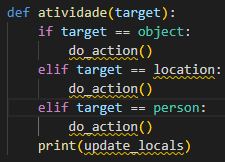 def atividade(target):
    if target == object:
        do_action()
    elif target == location:
        do_action()
    elif target == person:
        do_action()
    print(update_locals)